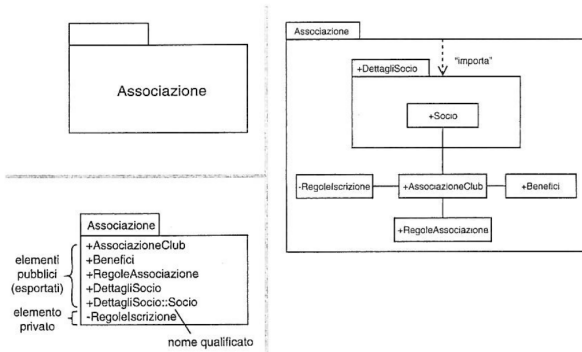 Associazione
Associazione
+AssociazioneClub
+Benefici
+RegoleAssociazione
+DettagliSocio
+DettagliSocio::Socio
-RegoleIscrizione
elementi
pubblici
(esportati)
elemento
privato
nome qualificato
Associazione
"importa"
+DettagliSocio
+Socio
-RegoleIscrizione
+AssociazioneClub
+Benefici
+RegoleAssociazione